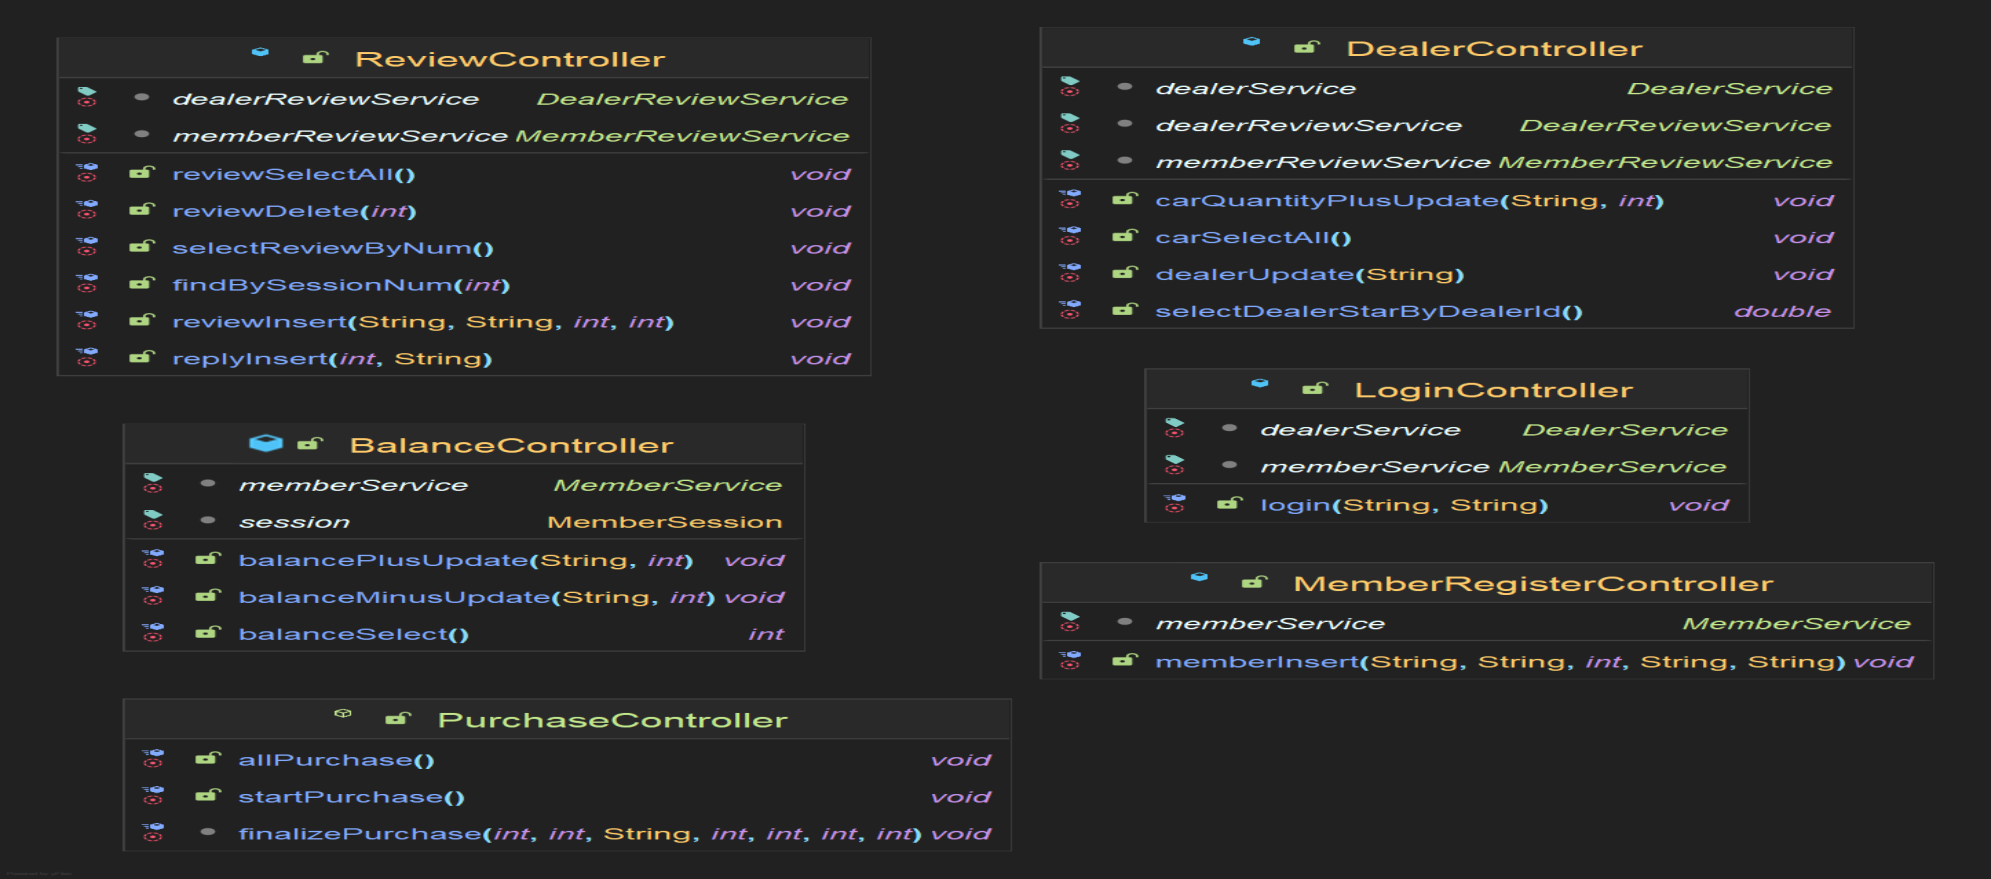 ReviewController
dealerReviewService DealerReviewService
memberReviewService MemberReviewService
reviewSelectAll() void
reviewDelete(int) void
selectReviewByNum() void
findBySessionNum(int) void
reviewInsert(String, String, int, int) void
replyInsert(int, String) void
BalanceController
memberService MemberService
session MemberSession
balancePlusUpdate(String, int) void
balanceMinusUpdate(String, int) void
balanceSelect() int
PurchaseController
allPurchase() void
startPurchase() void
finalizePurchase(int, int, String, int, int, int, int) void
DealerController
dealerService DealerService
dealerReviewService DealerReviewService
memberReviewService MemberReviewService
carQuantityPlusUpdate(String, int) void
carSelectAll() void
dealerUpdate(String) void
selectDealerStarByDealerId() double
LoginController
dealerService DealerService
memberService MemberService
login(String, String) void
MemberRegisterController
memberService MemberService
memberInsert(String, String, int, String, String) void